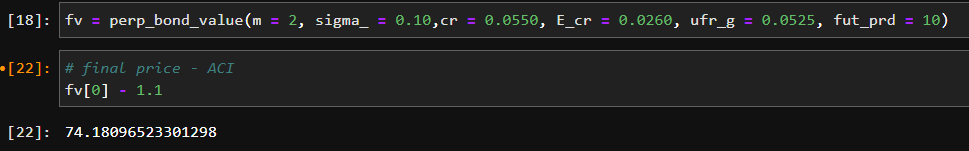 [18]: fv = perp_bond_value(m = 2, sigma_ = 0.10,cr = 0.0550, E_cr = 0.0260, ufr_g = 0.0525, fut_prd = 10)
•[22]: # final price - ACI
fv[0] - 1.1
[22]: 74.18096523301298